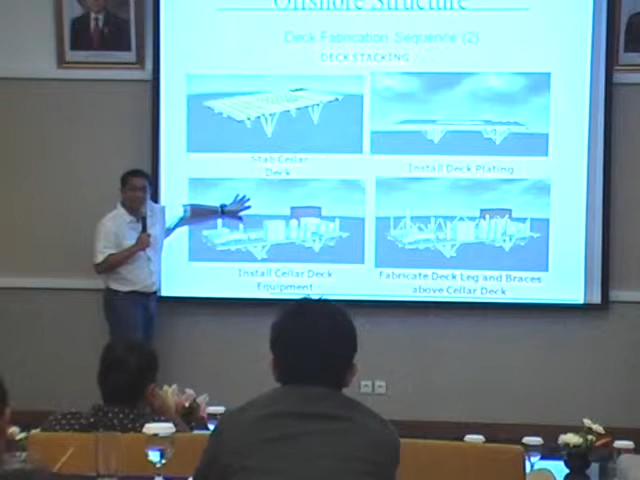 Offshore Structure
Deck Fabrication Sequence (2)
DECK STACKING
Stab Cellar
Deck
Install Deck Plating
Install Cellar Deck
Equipment
Fabricate Deck Leg and Braces
above Cellar Deck